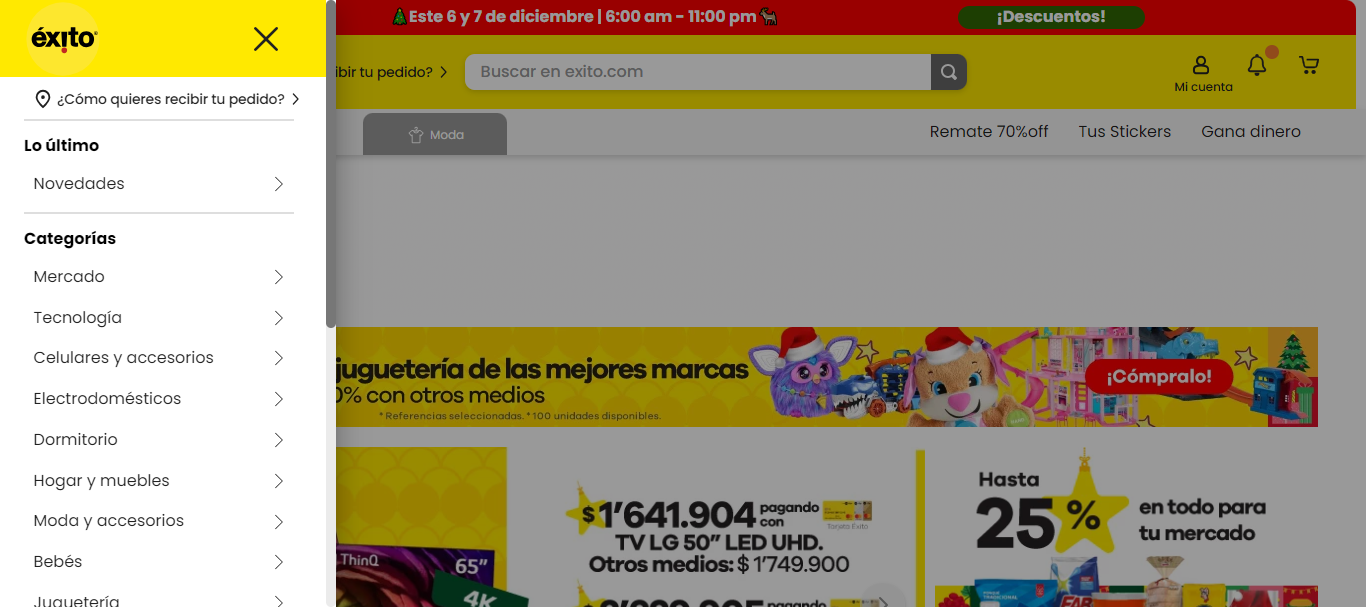 éxito
¿Cómo quieres recibir tu pedido?
Lo último
Novedades
Categorías
Mercado
Tecnología
Celulares y accesorios
Electrodomésticos
Dormitorio
Hogar y muebles
Moda y accesorios
Bebés
Juguetería
Este 6 y 7 de diciembre | 6:00 am - 11:00 pm
¡Descuentos!
ibir tu pedido?
Buscar en exito.com
Mi cuenta
Moda
Remate 70%off
Tus Stickers
Gana dinero
juguetería de las mejores marcas
0% con otros medios
* Referencias seleccionadas. * 100 unidades disponibles.
¡Cómpralo!
ThinQ
65”
4K
$1’641.904 pagando con
Tarjeta Éxito
TV LG 50” LED UHD.
Otros medios: $ 1’749.900
pagando
Hasta
25%
en todo para
tu mercado